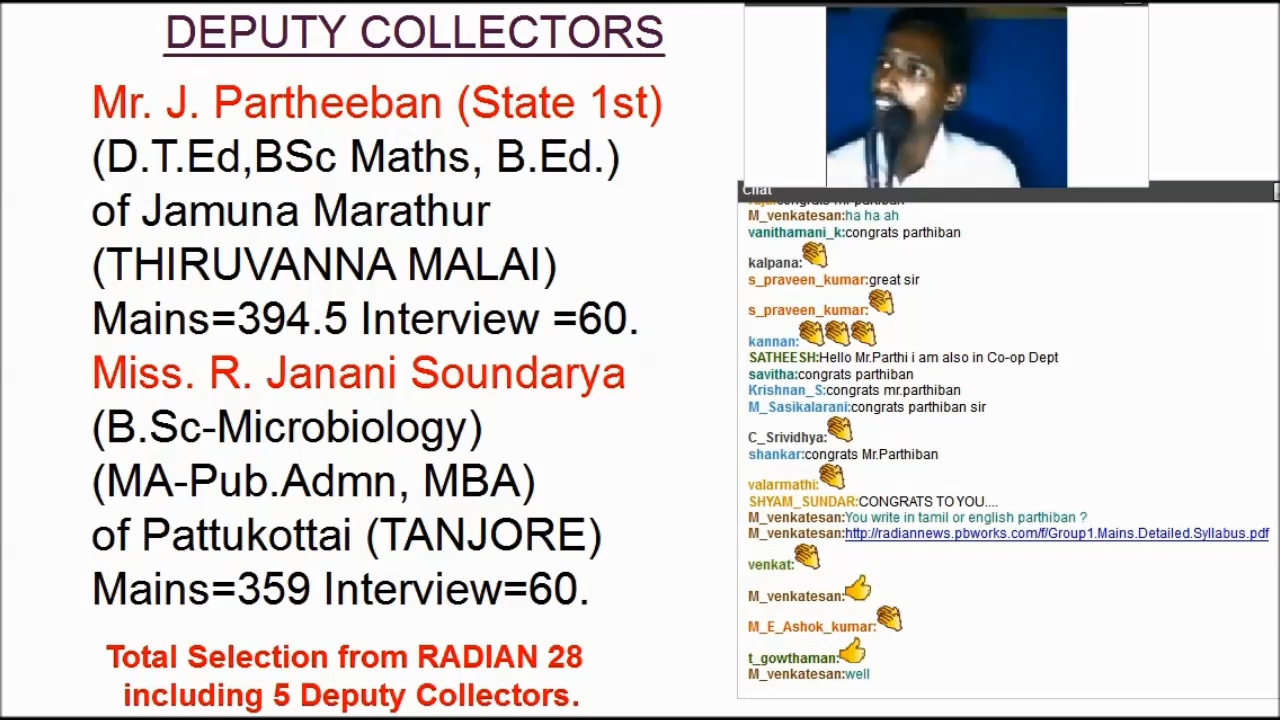 DEPUTY COLLECTORS
Mr. J. Partheeban (State 1st)
(D.T.Ed,BSc Maths, B.Ed.)
of Jamuna Marathur
(THIRUVANNA MALAI)
Mains=394.5 Interview =60.
Miss. R. Janani Soundarya
(B.Sc-Microbiology)
(MA-Pub.Admn, MBA)
of Pattukottai (TANJORE)
Mains=359 Interview=60.
Total Selection from RADIAN 28
including 5 Deputy Collectors.
Chat
M_venkatesan:ha ha ah
vanithamani_k:congrats parthiban
kalpana:
s_praveen_kumar:great sir
s_praveen_kumar:
kannan:
SATHEESH:Hello Mr.Parthi i am also in Co-op Dept
savitha:congrats parthiban
Krishnan_S:congrats mr.parthiban
M_Sasikalarani:congrats parthiban sir
C_Srividhya:
shankar:congrats Mr.Parthiban
valarmathi:
SHYAM_SUNDAR:CONGRATS TO YOU....
M_venkatesan:You write in tamil or english parthiban ?
M_venkatesan:http://radiannews.pbworks.com/f/Group1.Mains.Detailed.Syllabus.pdf
venkat:
M_venkatesan:
M_E_Ashok_kumar:
t_gowthaman:
M_venkatesan:well